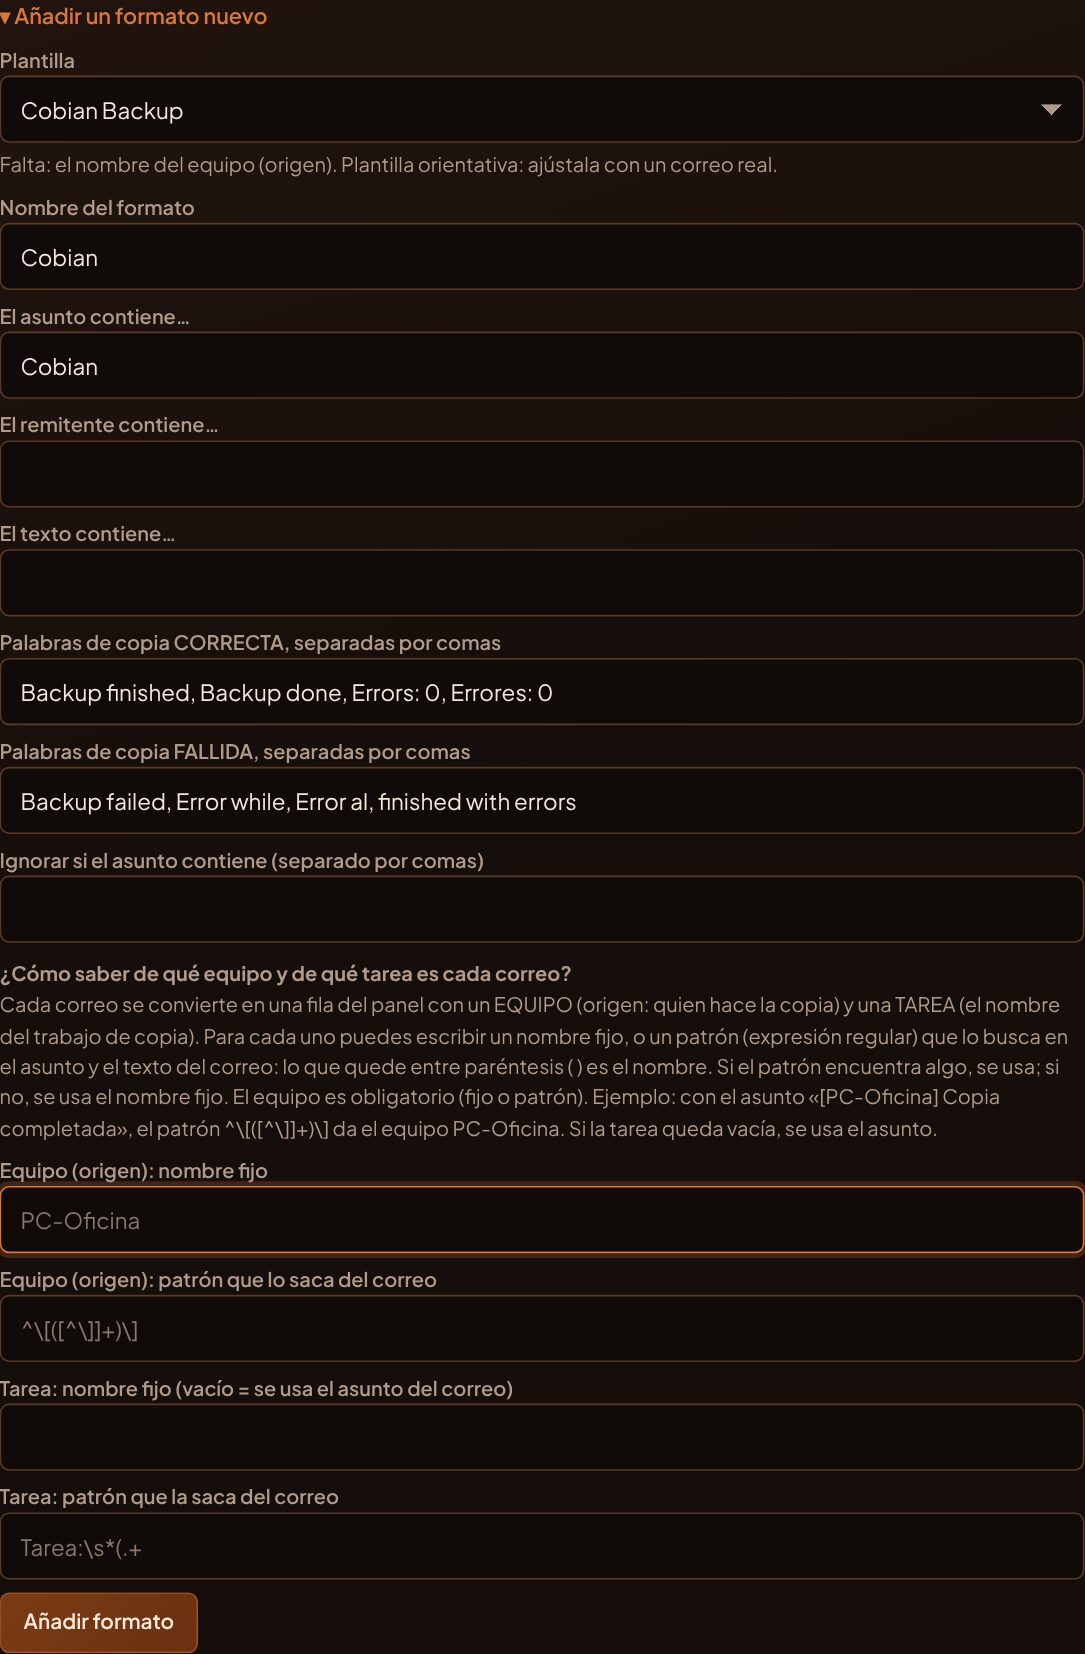 ▾ Añadir un formato nuevo
Plantilla
Cobian Backup
Falta: el nombre del equipo (origen). Plantilla orientativa: ajústala con un correo real.
Nombre del formato
Cobian
El asunto contiene…
Cobian
El remitente contiene…
El texto contiene…
Palabras de copia CORRECTA, separadas por comas
Backup finished, Backup done, Errors: 0, Errores: 0
Palabras de copia FALLIDA, separadas por comas
Backup failed, Error while, Error al, finished with errors
Ignorar si el asunto contiene (separado por comas)
¿Cómo saber de qué equipo y de qué tarea es cada correo?
Cada correo se convierte en una fila del panel con un EQUIPO (origen: quien hace la copia) y una TAREA (el nombre
del trabajo de copia). Para cada uno puedes escribir un nombre fijo, o un patrón (expresión regular) que lo busca en
el asunto y el texto del correo: lo que quede entre paréntesis ( ) es el nombre. Si el patrón encuentra algo, se usa; si
no, se usa el nombre fijo. El equipo es obligatorio (fijo o patrón). Ejemplo: con el asunto «[PC-Oficina] Copia
completada», el patrón ^\[([^\]]+)\] da el equipo PC-Oficina. Si la tarea queda vacía, se usa el asunto.
Equipo (origen): nombre fijo
PC-Oficina
Equipo (origen): patrón que lo saca del correo
^\[([^\]]+)\]
Tarea: nombre fijo (vacío = se usa el asunto del correo)
Tarea: patrón que la saca del correo
Tarea:\s*(.+
Añadir formato